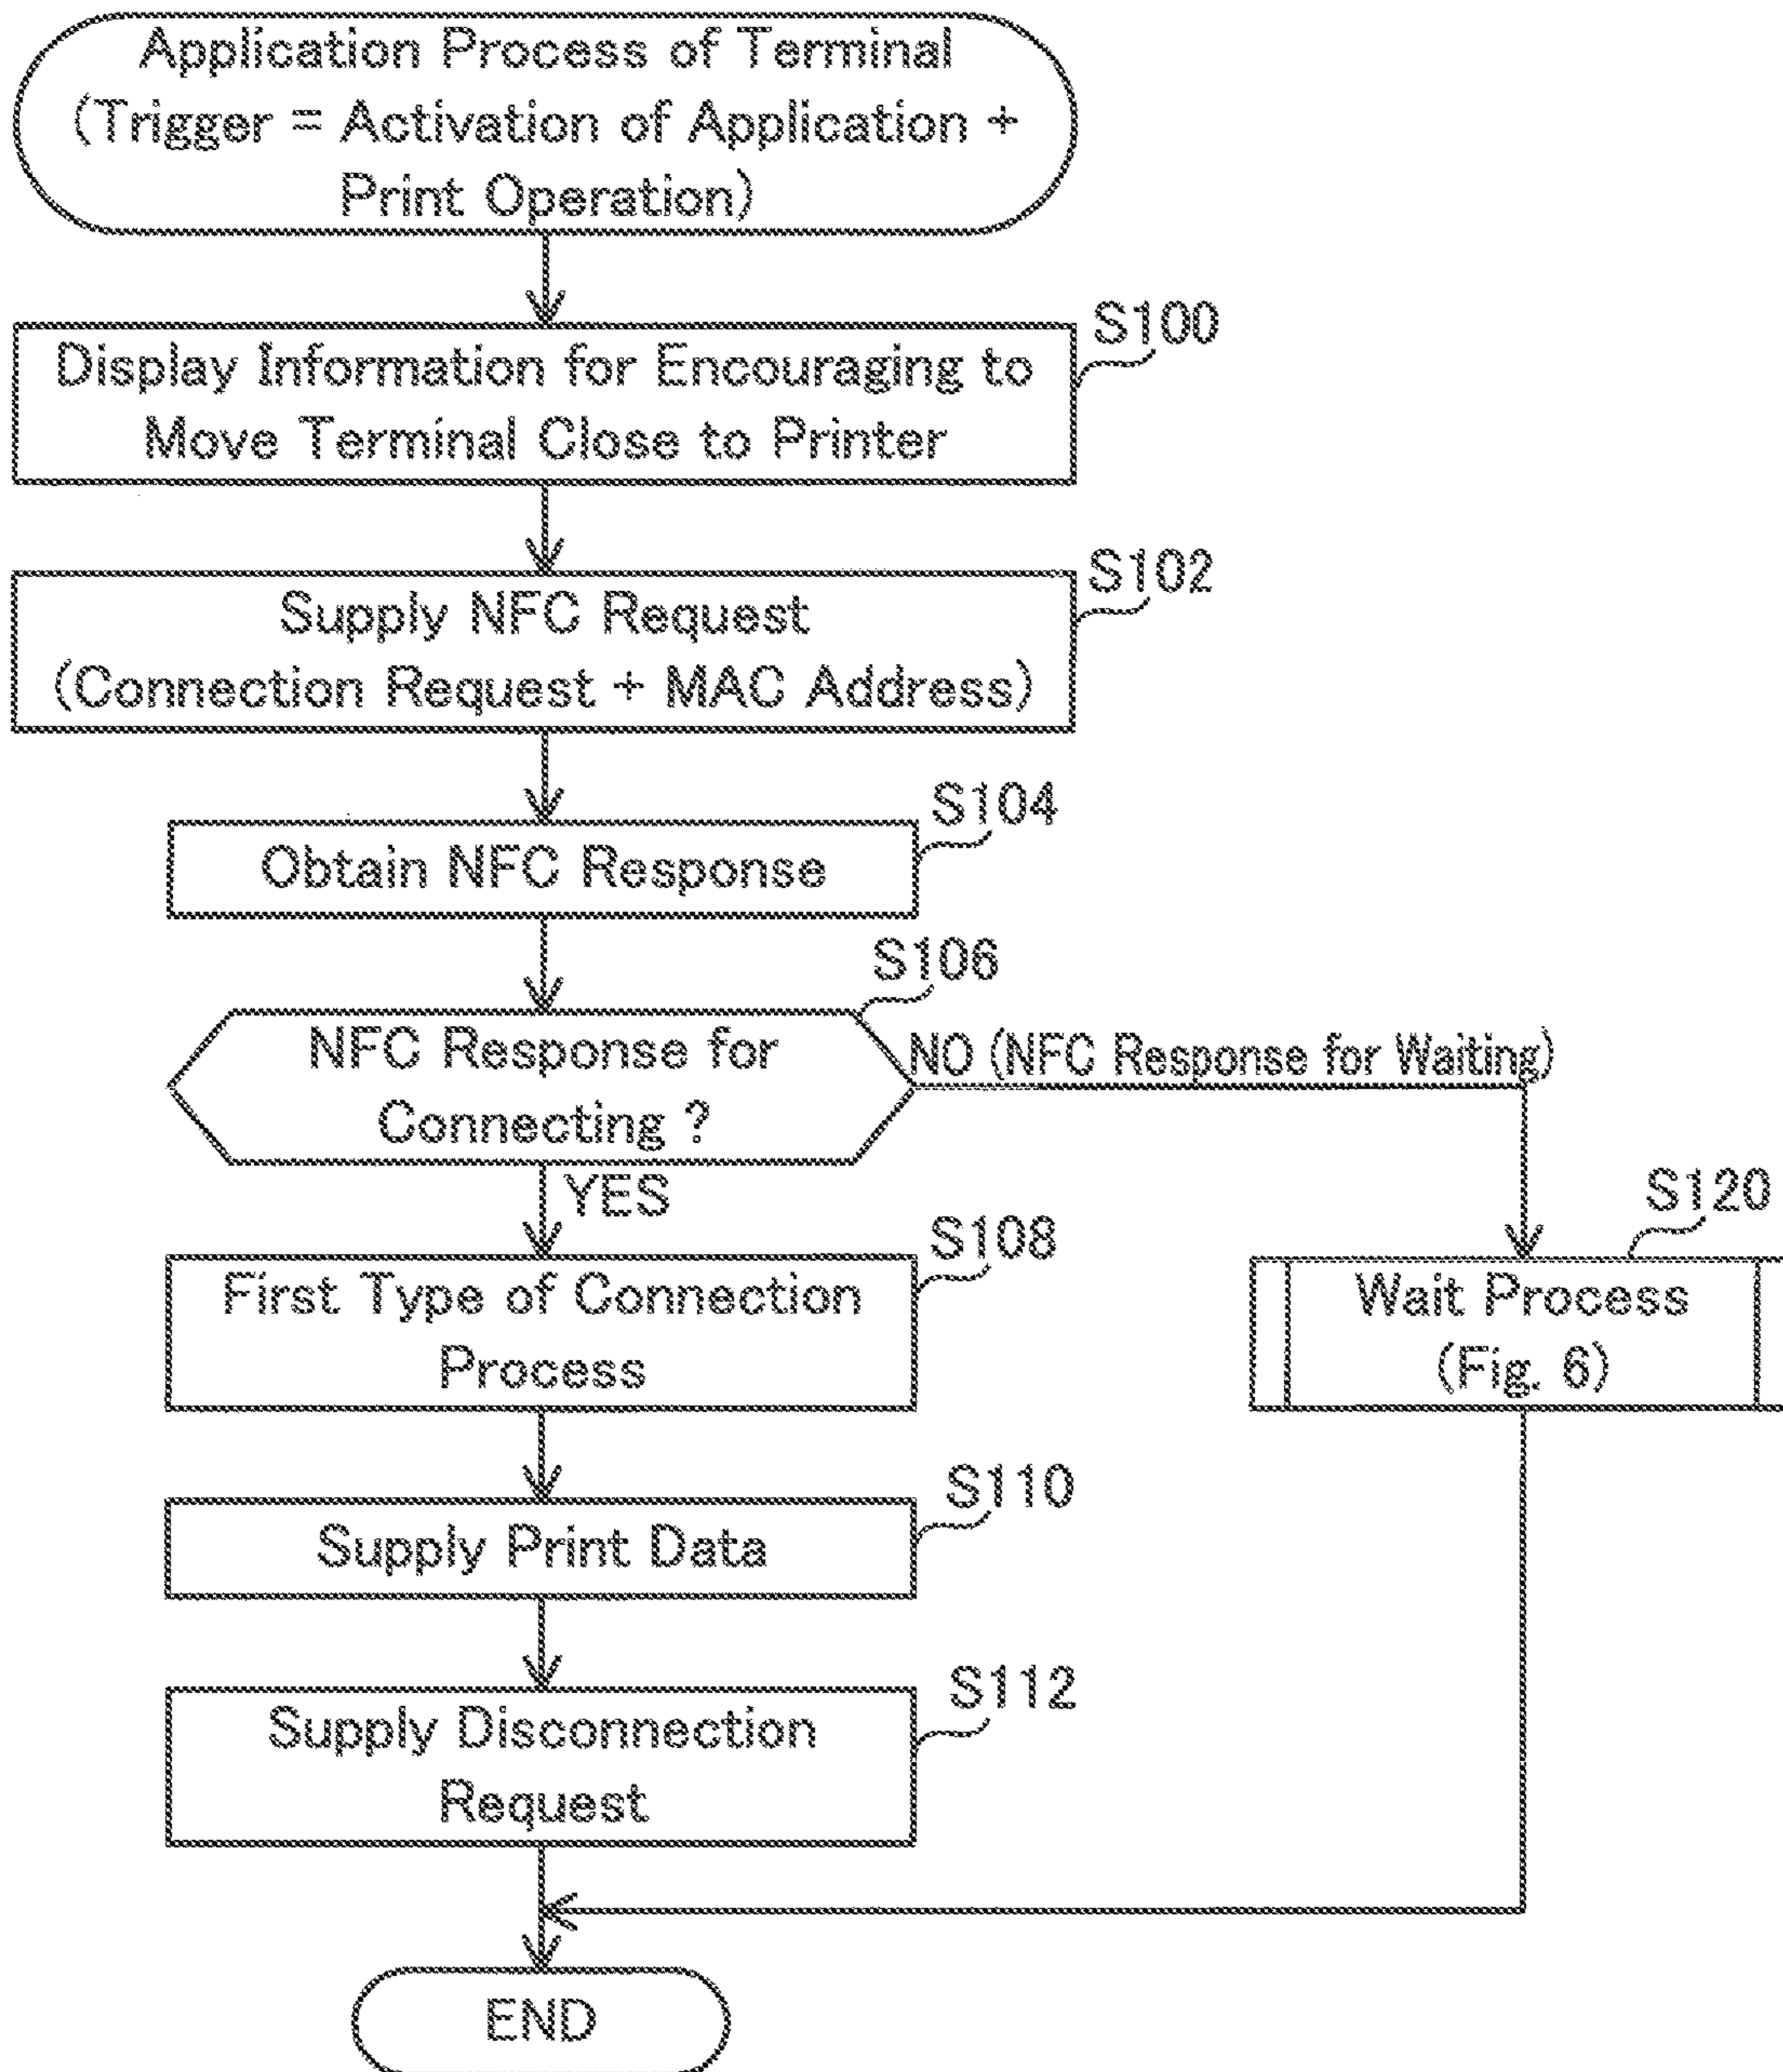 Application Process of Terminal
(Trigger = Activation of Application +
Print Operation)
S100
Display Information for Encouraging to
Move Terminal Close to Printer
S102
Supply NFC Request
(Connection Request + MAC Address)
S104
Obtain NFC Response
S106
NFC Response for
Connecting ?
NO (NFC Response for Waiting)
YES
S108
First Type of Connection
Process
S120
Wait Process
(Fig. 6)
S110
Supply Print Data
S112
Supply Disconnection
Request
END